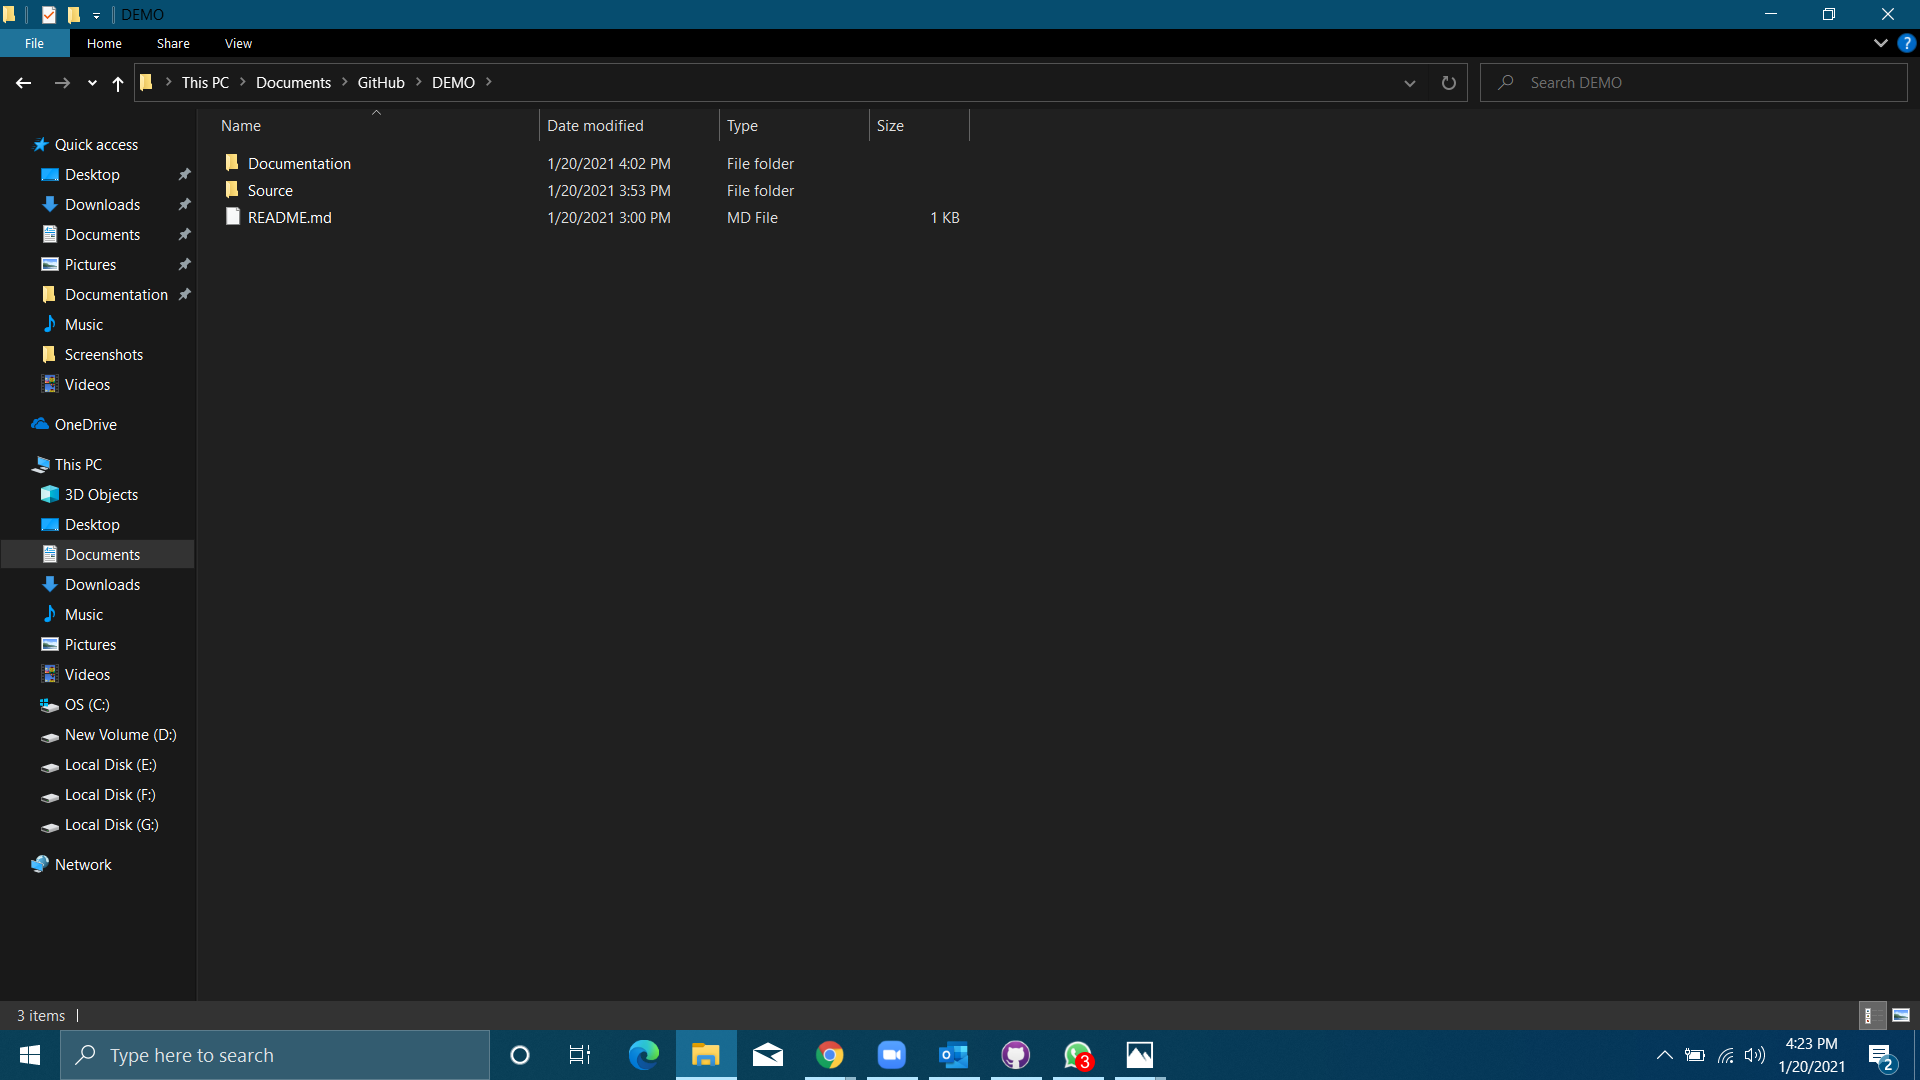 DEMO
File Home Share View
?
This PC Documents GitHub DEMO
Search DEMO
Name Date modified Type Size
Documentation 1/20/2021 4:02 PM File folder
Source 1/20/2021 3:53 PM File folder
README.md 1/20/2021 3:00 PM MD File 1 KB
Quick access
Desktop
Downloads
Documents
Pictures
Documentation
Music
Screenshots
Videos
OneDrive
This PC
3D Objects
Desktop
Documents
Downloads
Music
Pictures
Videos
OS (C:)
New Volume (D:)
Local Disk (E:)
Local Disk (F:)
Local Disk (G:)
Network
3 items
Type here to search
3
4:23 PM
1/20/2021
2